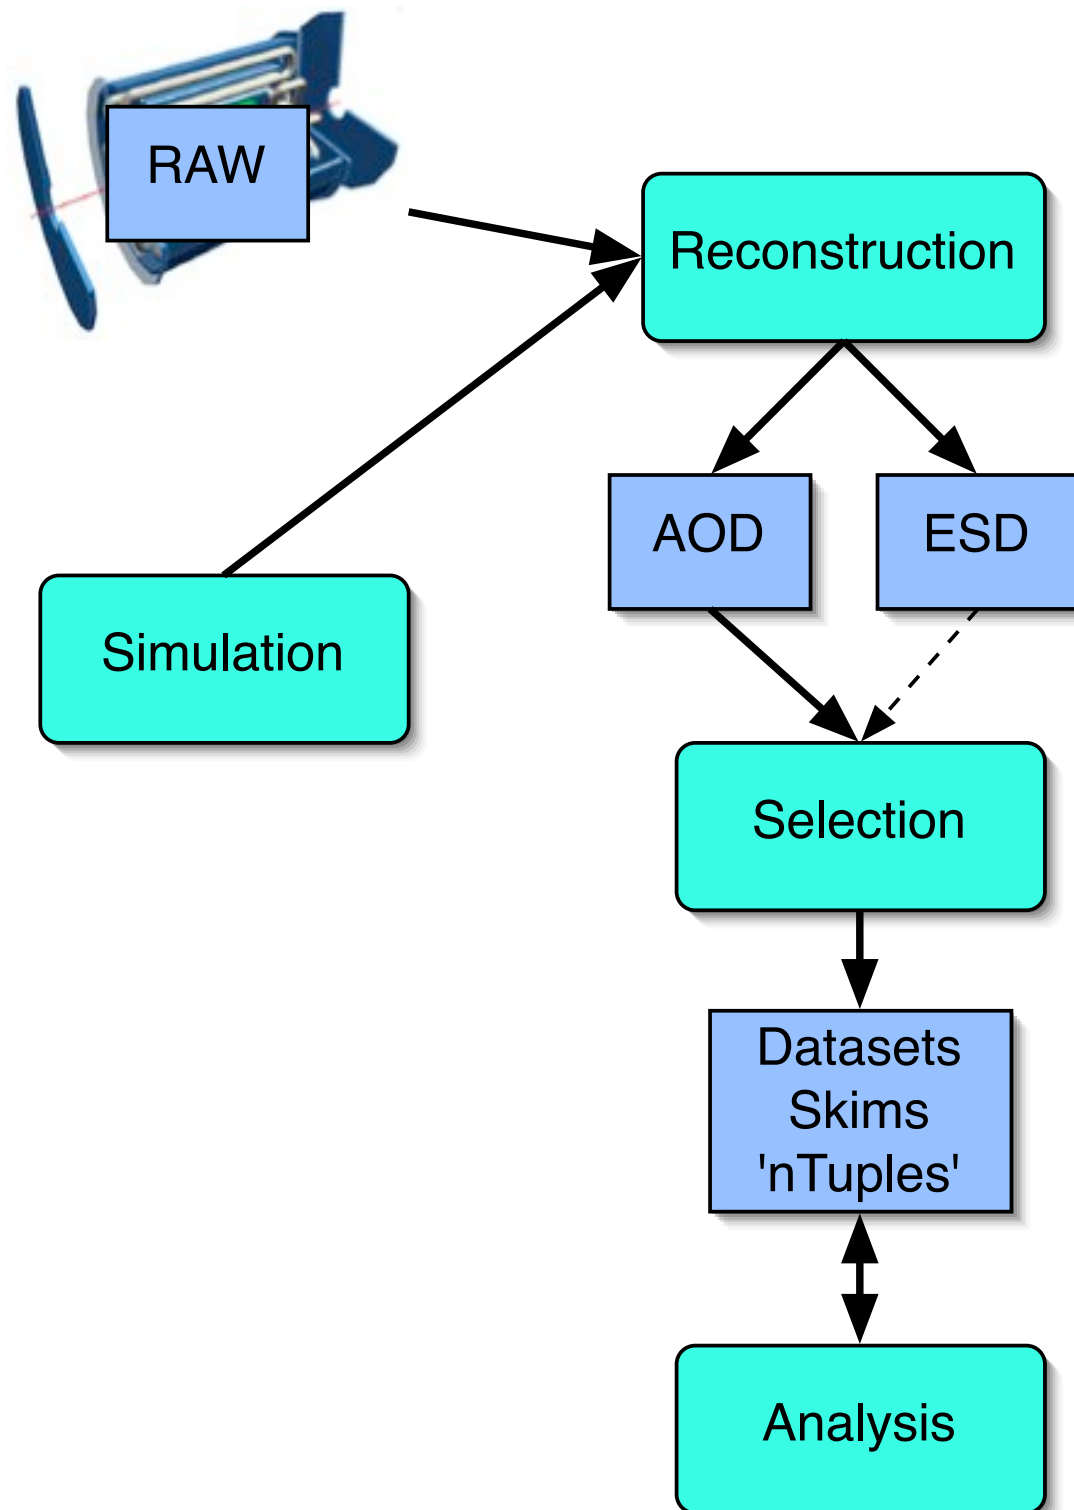 RAW
Reconstruction
AOD
ESD
Simulation
Selection
Datasets
Skims
'nTuples'
Analysis